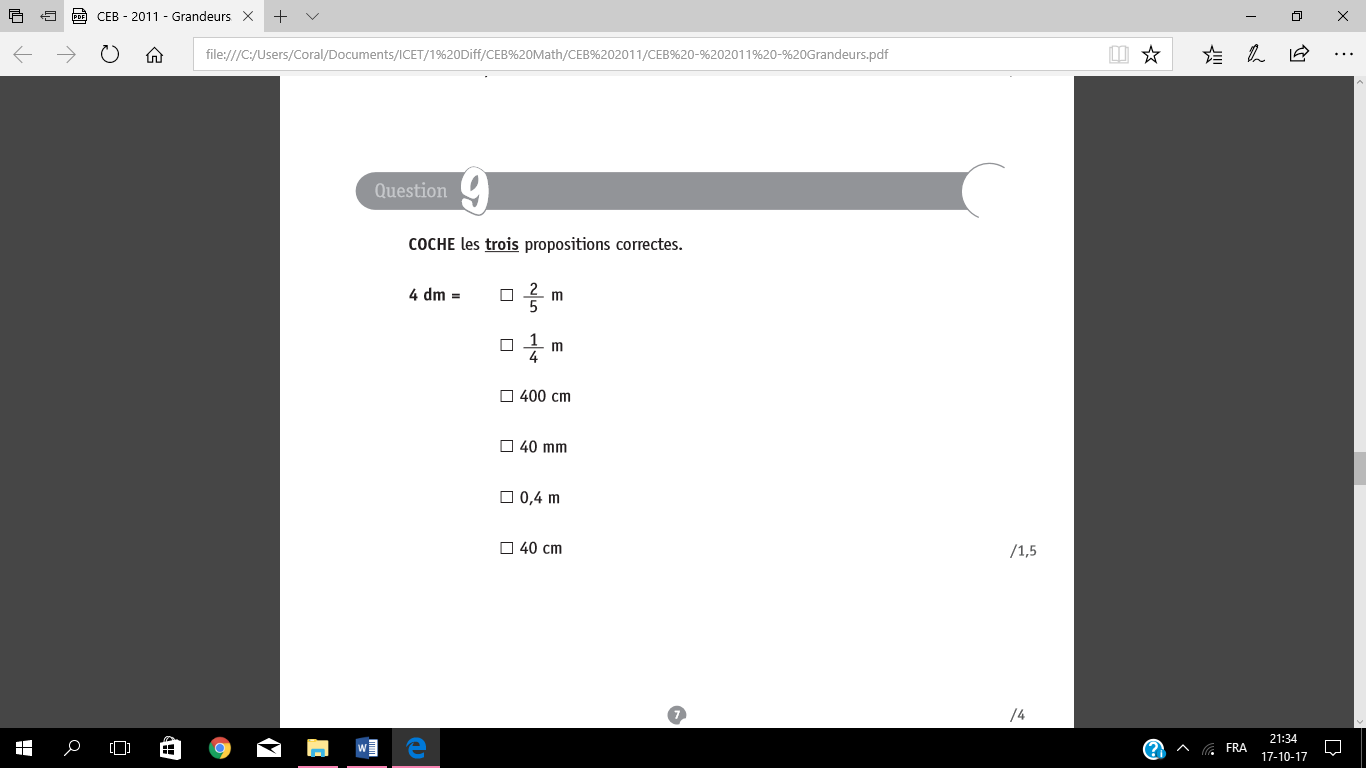 CEB - 2011 - Grandeurs
file:///C:/Users/Coral/Documents/ICET/1%20Diff/CEB%20Math/CEB%202011/CEB%20-%202011%20-%20Grandeurs.pdf
Question 9
COCHE les trois propositions correctes.
4 dm = □ 2/5 m
□ 1/4 m
□ 400 cm
□ 40 mm
□ 0,4 m
□ 40 cm
/1,5
7
/4
FRA
21:34
17-10-17